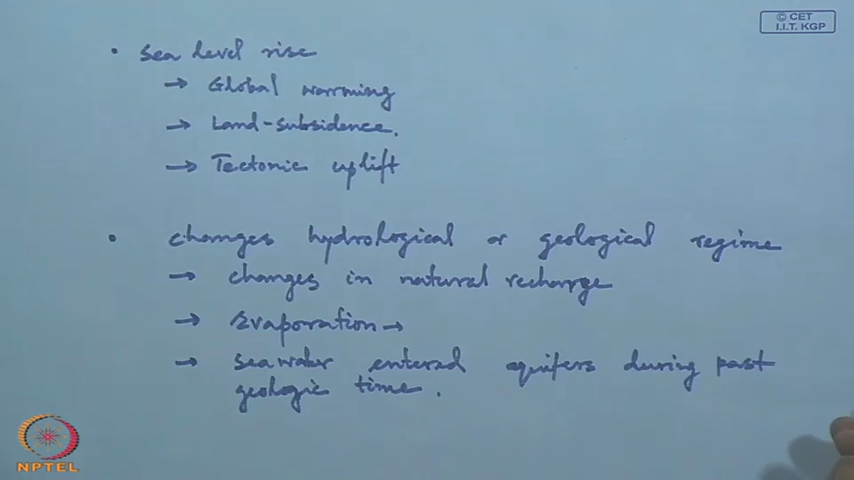 © CET
I.I.T. KGP
• sea level rise
→ Global warming
→ Land-subsidence.
→ Tectonic uplift
• changes hydrological or geological regime
→ changes in natural recharge
→ Evaporation →
→ seawater entered aquifers during past
geologic time.
NPTEL